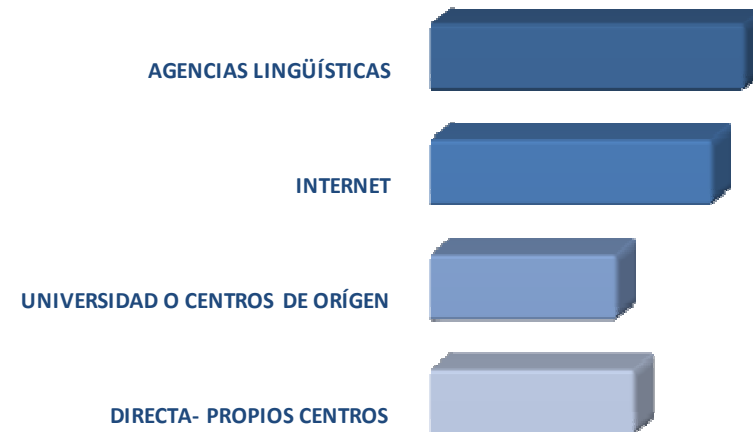 AGENCIAS LINGÜÍSTICAS
INTERNET
UNIVERSIDAD O CENTROS DE ORÍGEN
DIRECTA- PROPIOS CENTROS